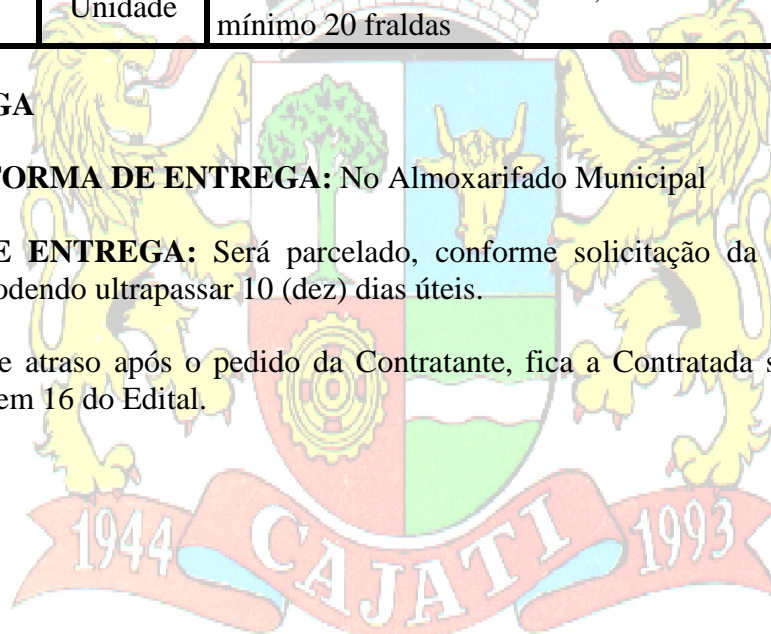 Unidade
mínimo 20 fraldas
GA
FORMA DE ENTREGA: No Almoxarifado Municipal
E ENTREGA: Será parcelado, conforme solicitação da
odendo ultrapassar 10 (dez) dias úteis.
e atraso após o pedido da Contratante, fica a Contratada s
em 16 do Edital.
1944 CAJATI 1993